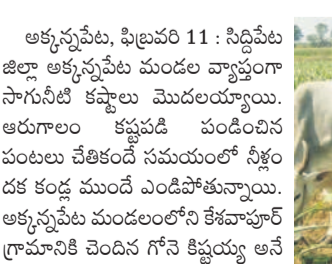 అక్కన్నపేట, ఫిబ్రవరి 11 : సిద్దిపేట
జిల్లా అక్కన్నపేట మండల వ్యాప్తంగా
సాగునీటి కష్టాలు మొదలయ్యాయి.
ఆరుగాలం కష్టపడి పండించిన
పంటలు చేతికందే సమయంలో నీళ్లం
దక కండ్ల ముందే ఎండిపోతున్నాయి.
అక్కన్నపేట మండలంలోని కేశవాపూర్
గ్రామానికి చెందిన గోనె కిష్టయ్య అనే